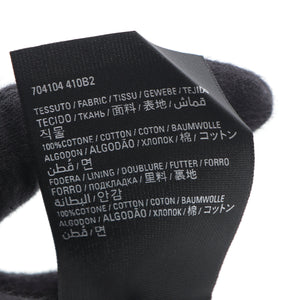 704104 410B2
TESSUTO / FABRIC / TISSU / GEWEBE / TEJID
TECIDO / ТКАНЬ / 面料 / 表地 / قماش /
직물
100%COTONE / COTTON / COTON / BAUMWOLLE
ALGODON / ALGODÃO / ХЛОПОК / 棉 / コットン
قطن / 면 /
FODERA / LINING / DOUBLURE / FUTTER / FORRO
FORRO / ПОДКЛАДКА / 里料 / 裏地
البطانة / 안감 /
100%COTONE / COTTON / COTON / BAUMWOLLE
ALGODON / ALGODÃO / ХЛОПОК / 棉 / コットン
قطن / 면 /